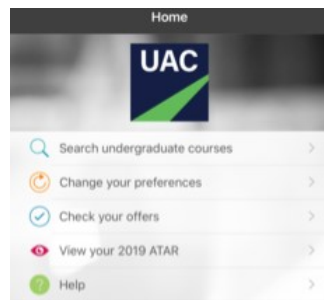 Home
UAC
Search undergraduate courses
Change your preferences
Check your offers
View your 2019 ATAR
? Help